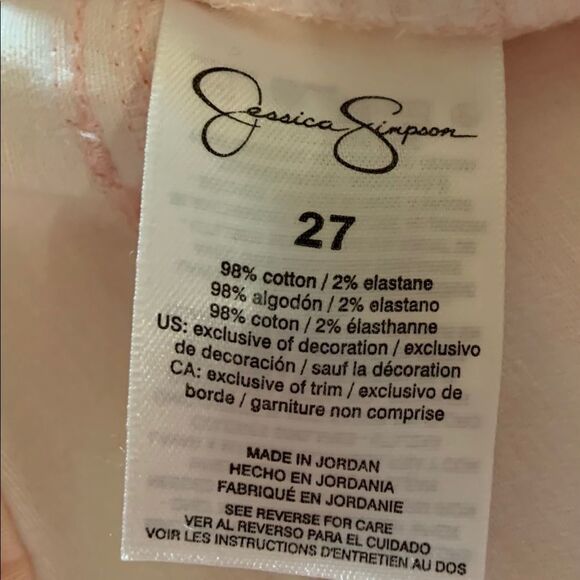 Jessica Simpson
27
98% cotton / 2% elastane
98% algodón / 2% elastano
98% coton / 2% élasthanne
US: exclusive of decoration / exclusivo
de decoración / sauf la décoration
CA: exclusive of trim / exclusivo de
borde / garniture non comprise
MADE IN JORDAN
HECHO EN JORDANIA
FABRIQUÉ EN JORDANIE
SEE REVERSE FOR CARE
VER AL REVERSO PARA EL CUIDADO
VOIR LES INSTRUCTIONS D'ENTRETIEN AU DOS